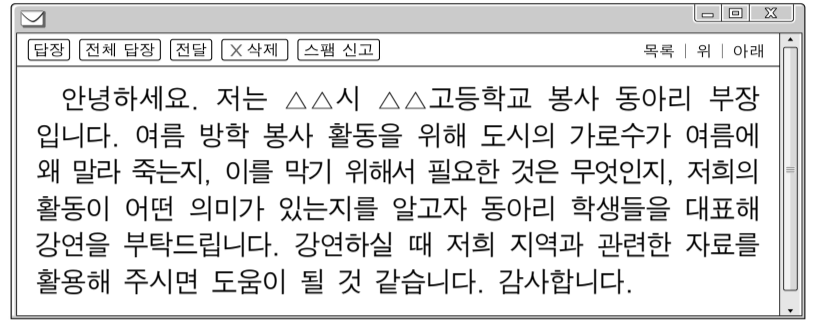 답장 전체 답장 전달 X 삭제 스팸 신고 목록 | 위 | 아래
안녕하세요. 저는 △△시 △△고등학교 봉사 동아리 부장
입니다. 여름 방학 봉사 활동을 위해 도시의 가로수가 여름에
왜 말라 죽는지, 이를 막기 위해서 필요한 것은 무엇인지, 저희의
활동이 어떤 의미가 있는지를 알고자 동아리 학생들을 대표해
강연을 부탁드립니다. 강연하실 때 저희 지역과 관련한 자료를
활용해 주시면 도움이 될 것 같습니다. 감사합니다.